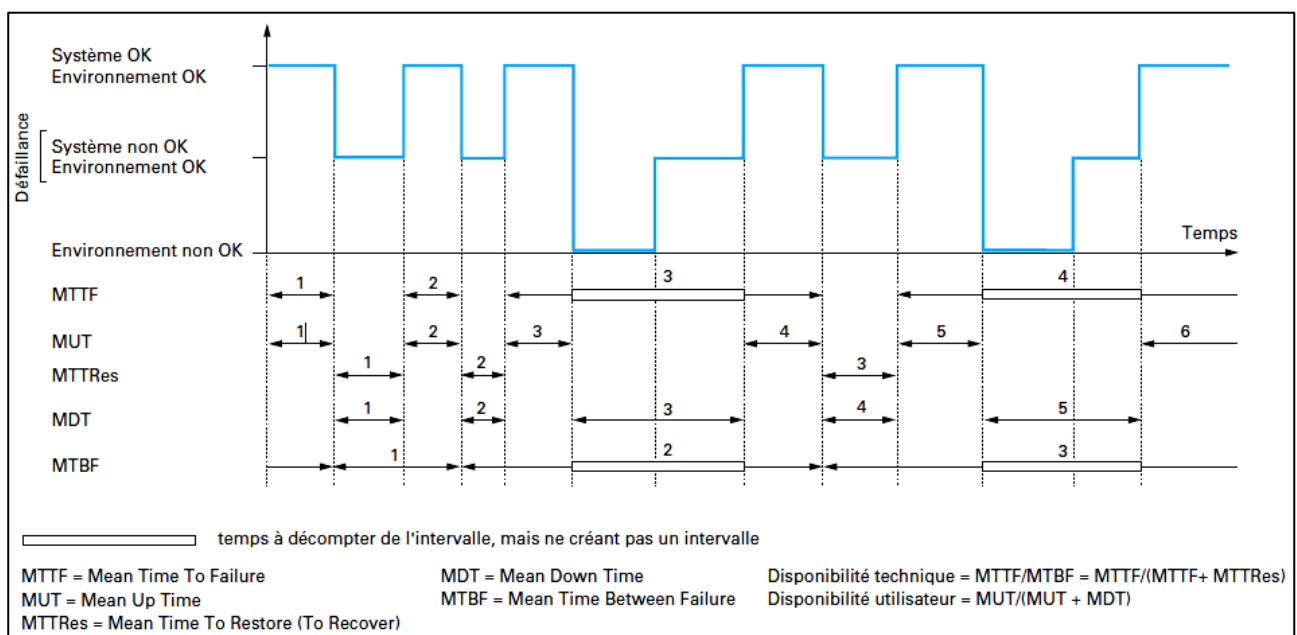 Système OK
Environnement OK
Défaillance
Système non OK
Environnement OK
Environnement non OK
Temps
MTTF 1 2 3 4
MUT 1 2 3 4 5 6
MTTRes 1 2 3
MDT 1 2 3 4 5
MTBF 1 2 3
temps à décompter de l'intervalle, mais ne créant pas un intervalle
MTTF = Mean Time To Failure
MUT = Mean Up Time
MTTRes = Mean Time To Restore (To Recover)
MDT = Mean Down Time
MTBF = Mean Time Between Failure
Disponibilité technique = MTTF/MTBF = MTTF/(MTTF+ MTTRes)
Disponibilité utilisateur = MUT/(MUT + MDT)